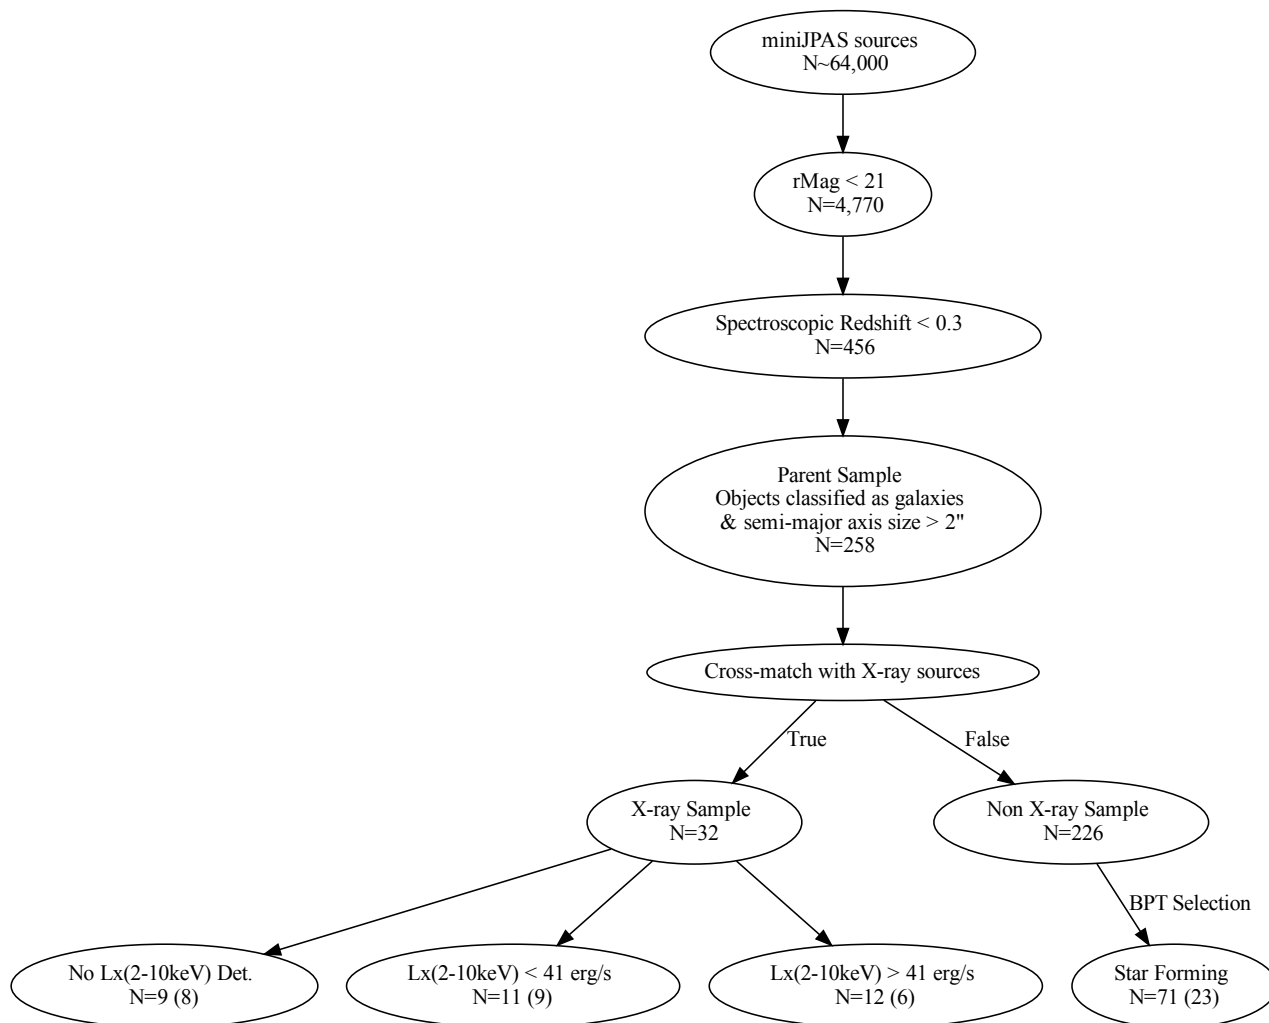 miniJPAS sources
N~64,000
rMag < 21
N=4,770
Spectroscopic Redshift < 0.3
N=456
Parent Sample
Objects classified as galaxies
& semi-major axis size > 2"
N=258
Cross-match with X-ray sources
True
False
X-ray Sample
N=32
Non X-ray Sample
N=226
BPT Selection
No Lx(2-10keV) Det.
N=9 (8)
Lx(2-10keV) < 41 erg/s
N=11 (9)
Lx(2-10keV) > 41 erg/s
N=12 (6)
Star Forming
N=71 (23)